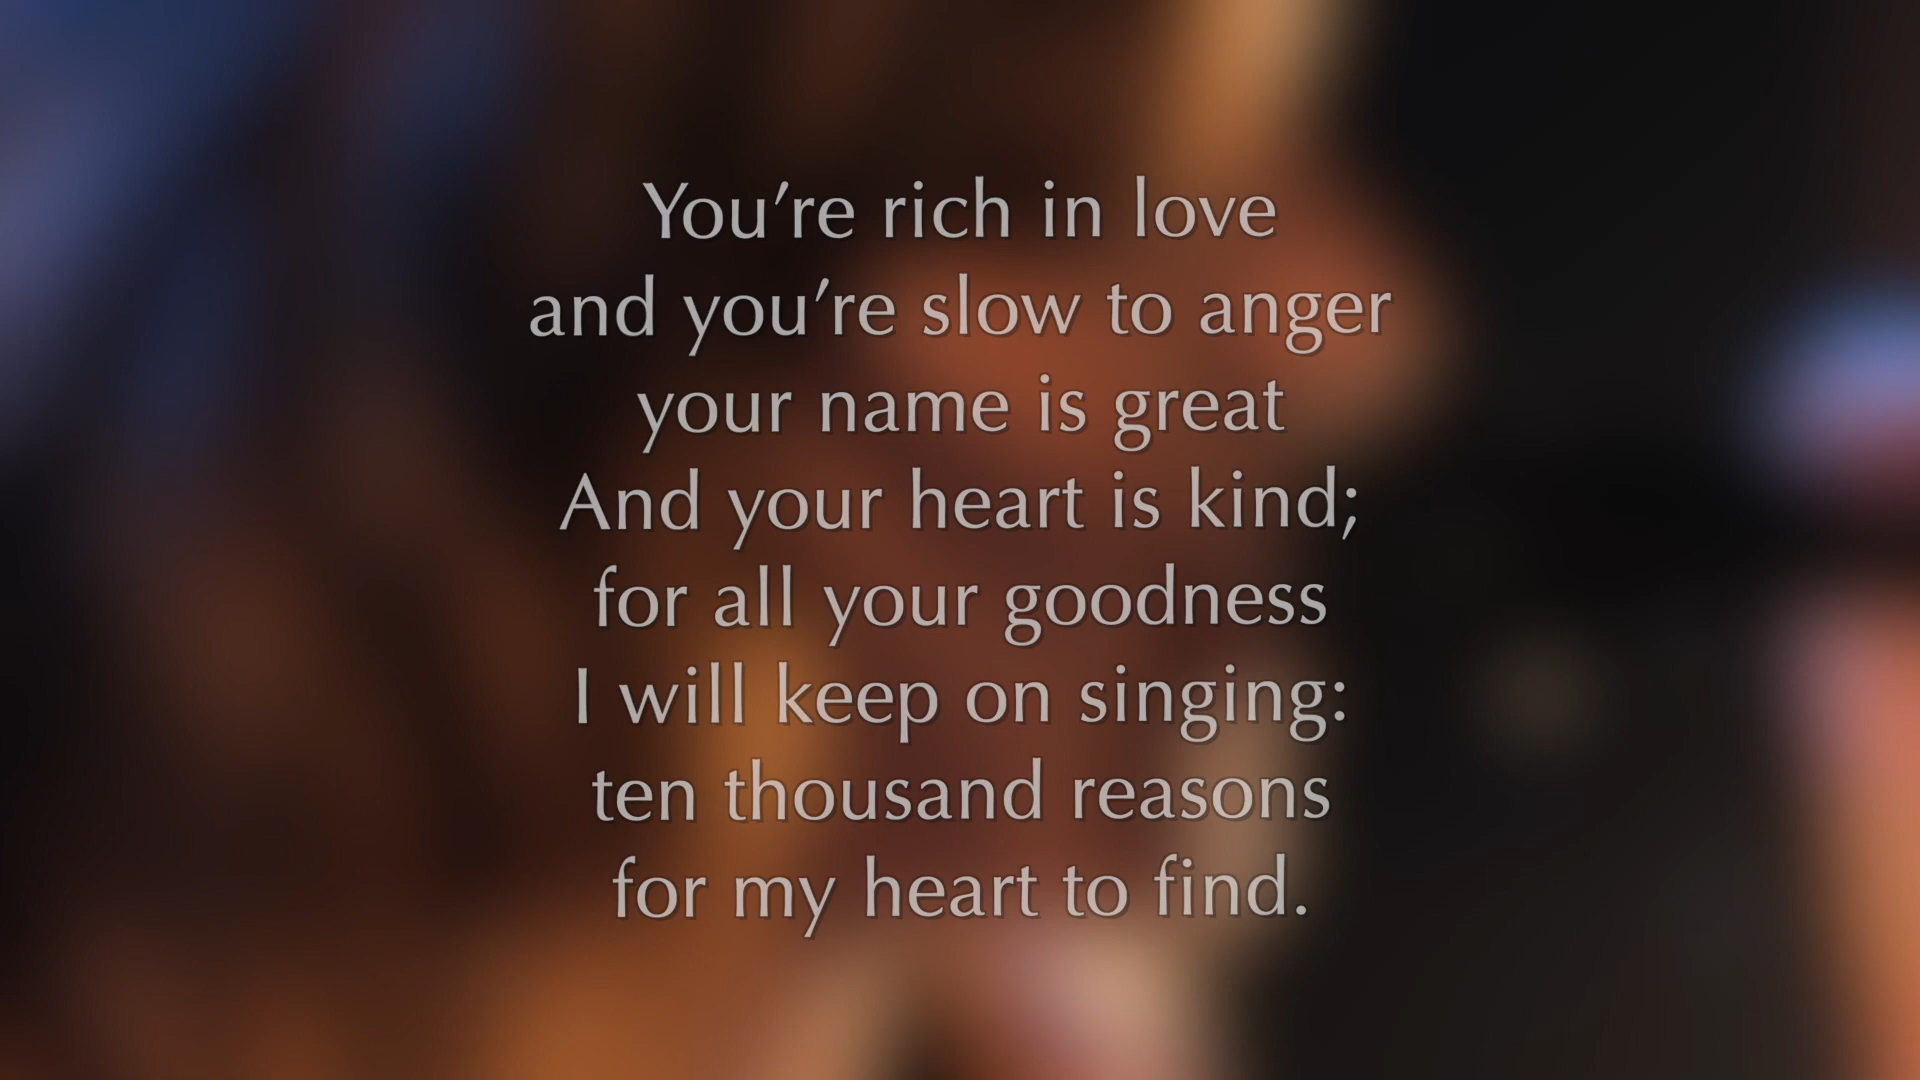 You’re rich in love
and you’re slow to anger
your name is great
And your heart is kind;
for all your goodness
I will keep on singing:
ten thousand reasons
for my heart to find.